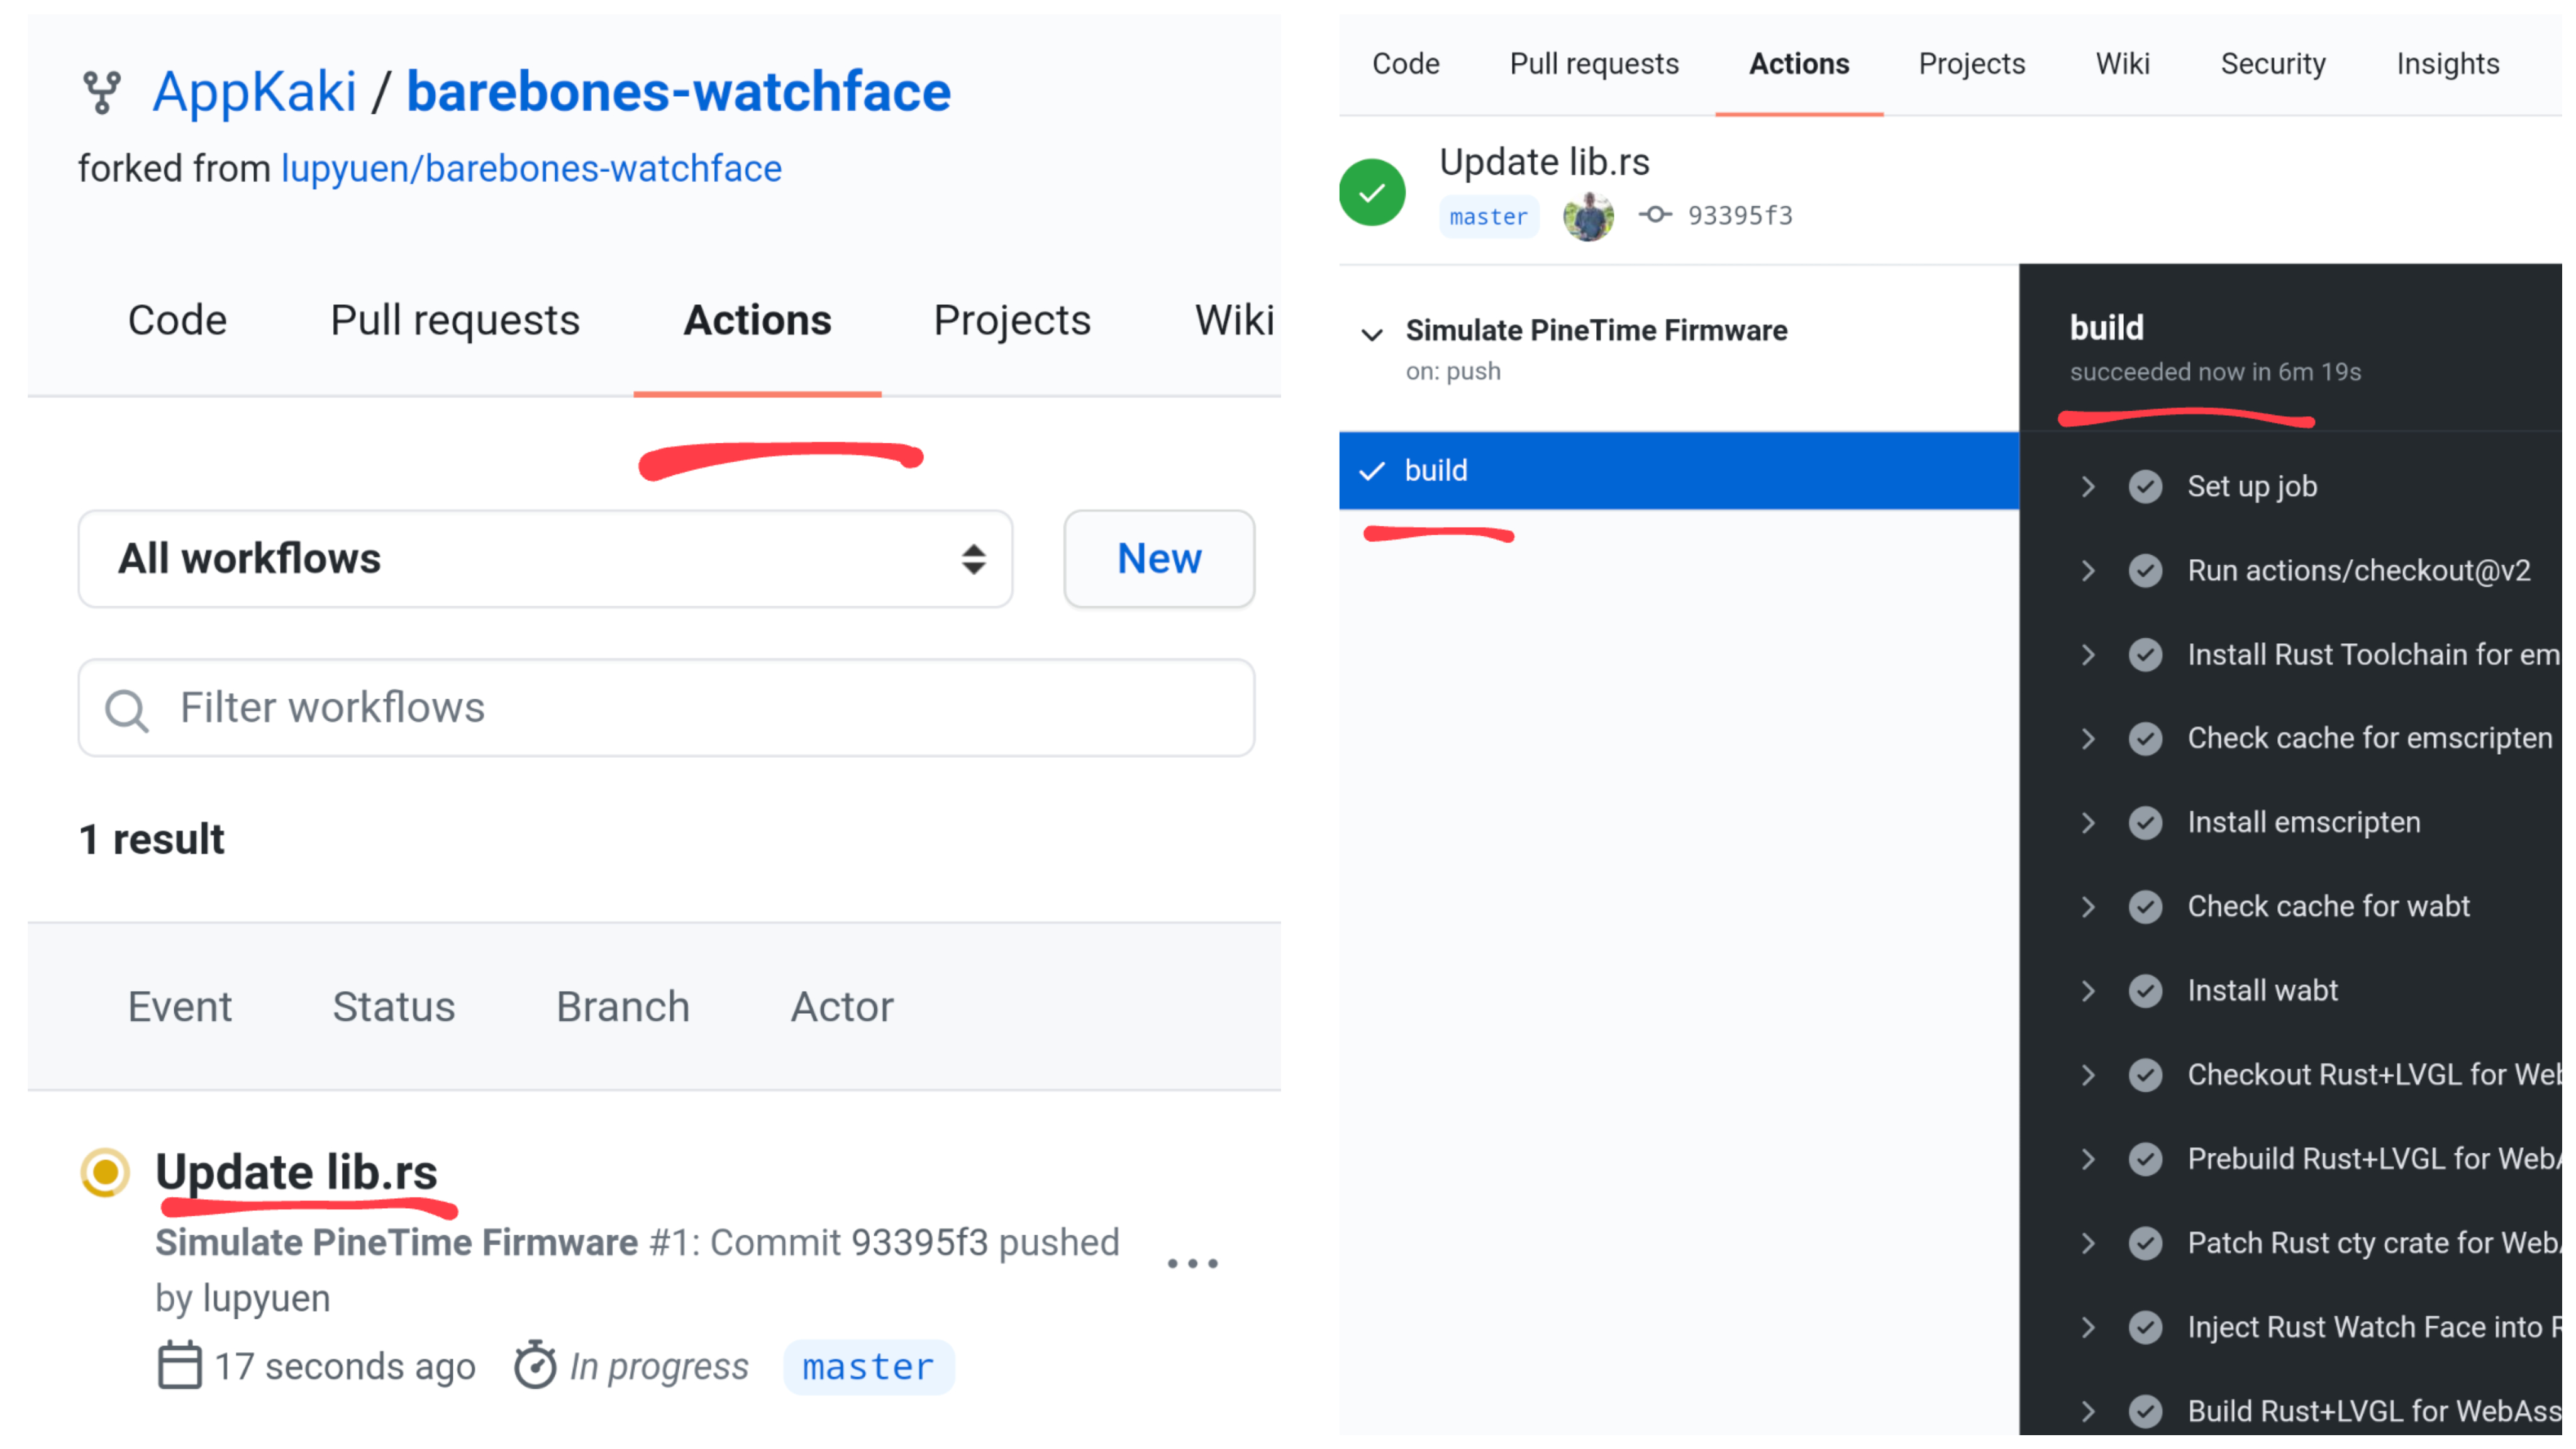 AppKaki / barebones-watchface
forked from lupyuen/barebones-watchface
Code Pull requests Actions Projects Wiki
All workflows New
Filter workflows
1 result
Event Status Branch Actor
Update lib.rs
Simulate PineTime Firmware #1: Commit 93395f3 pushed
by lupyuen
17 seconds ago In progress master
Code Pull requests Actions Projects Wiki Security Insights
Update lib.rs
master 93395f3
Simulate PineTime Firmware
on: push
build
build
succeeded now in 6m 19s
Set up job
Run actions/checkout@v2
Install Rust Toolchain for em
Check cache for emscripten
Install emscripten
Check cache for wabt
Install wabt
Checkout Rust+LVGL for Web
Prebuild Rust+LVGL for WebA
Patch Rust cty crate for Web
Inject Rust Watch Face into R
Build Rust+LVGL for WebAss